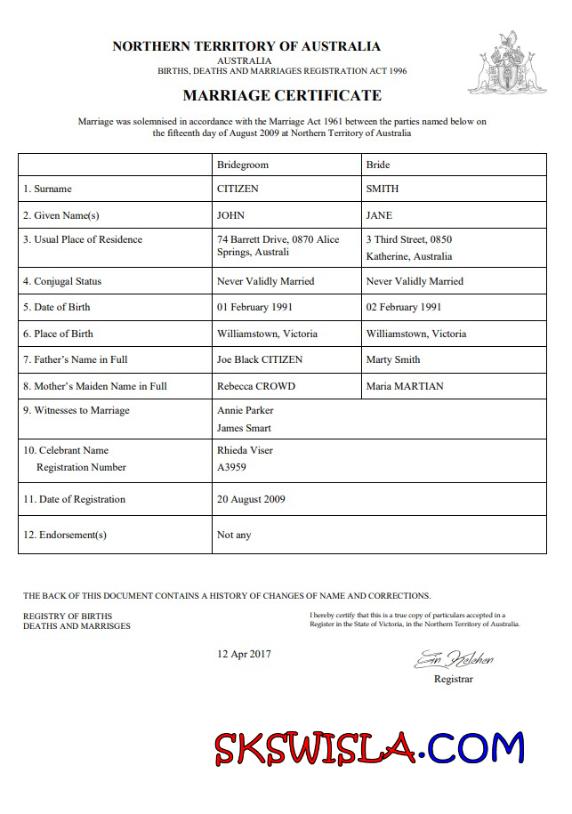 NORTHERN TERRITORY OF AUSTRALIA
AUSTRALIA
BIRTHS, DEATHS AND MARRIAGES REGISTRATION ACT 1996
MARRIAGE CERTIFICATE
Marriage was solemnised in accordance with the Marriage Act 1961 between the parties named below on
the fifteenth day of August 2009 at Northern Territory of Australia
Bridegroom Bride
1. Surname CITIZEN SMITH
2. Given Name(s) JOHN JANE
3. Usual Place of Residence 74 Barrett Drive, 0870 Alice 3 Third Street, 0850
Springs, Australi Katherine, Australia
4. Conjugal Status Never Validly Married Never Validly Married
5. Date of Birth 01 February 1991 02 February 1991
6. Place of Birth Williamstown, Victoria Williamstown, Victoria
7. Father's Name in Full Joe Black CITIZEN Marty Smith
8. Mother's Maiden Name in Full Rebecca CROWD Maria MARTIAN
9. Witnesses to Marriage Annie Parker
James Smart
10. Celebrant Name Rhieda Viser
Registration Number A3959
11. Date of Registration 20 August 2009
12. Endorsement(s) Not any
THE BACK OF THIS DOCUMENT CONTAINS A HISTORY OF CHANGES OF NAME AND CORRECTIONS.
REGISTRY OF BIRTHS
DEATHS AND MARRISGES
I hereby certify that this is a true copy of particulars accepted in a
Register in the State of Victoria, in the Northern Territory of Australia.
12 Apr 2017
Registrar
SKSWISLA.COM